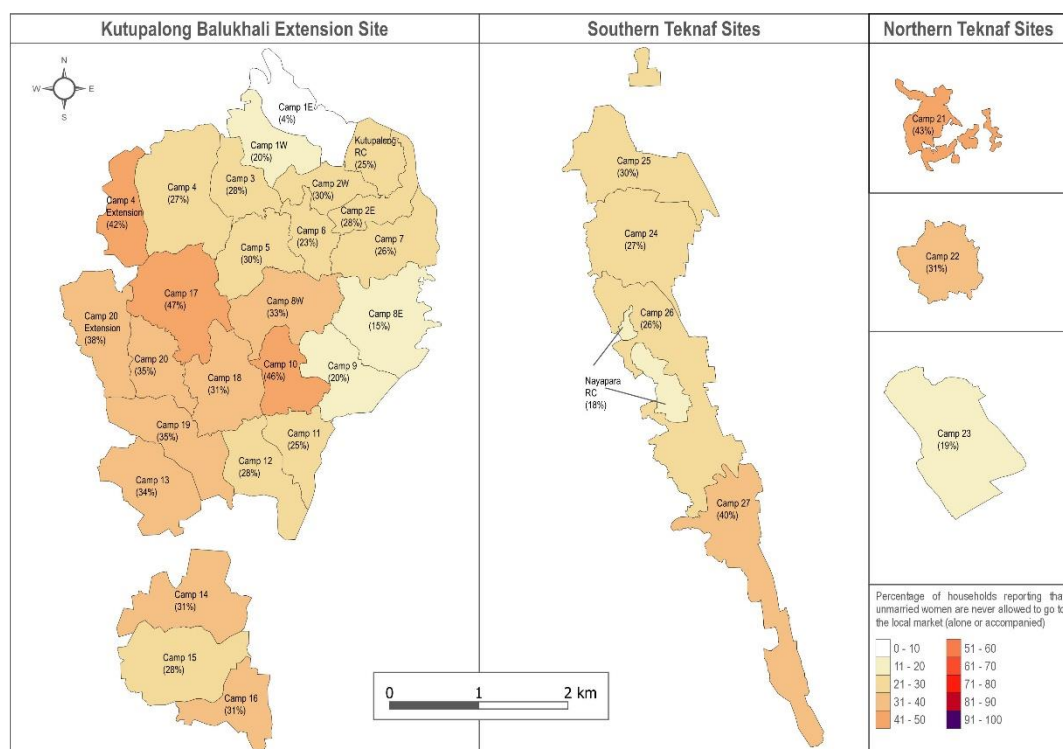 Kutupalong Balukhali Extension Site
Southern Teknaf Sites
Northern Teknaf Sites
N
W
E
S
Camp 1E
(4%)
Camp 1W
(20%)
Kutupalong
RC
(25%)
Camp 4
Extension
(42%)
Camp 4
(27%)
Camp 3
(28%)
Camp 2W
(30%)
Camp 2E
(28%)
Camp 6
(23%)
Camp 5
(30%)
Camp 7
(26%)
Camp 17
(47%)
Camp 8W
(33%)
Camp 8E
(15%)
Camp 20
Extension
(38%)
Camp 20
(35%)
Camp 18
(31%)
Camp 10
(46%)
Camp 9
(20%)
Camp 19
(35%)
Camp 11
(25%)
Camp 12
(28%)
Camp 13
(34%)
Camp 14
(31%)
Camp 15
(28%)
Camp 16
(31%)
0 1 2 km
Camp 25
(30%)
Camp 24
(27%)
Camp 26
(26%)
Nayapara
RC
(18%)
Camp 27
(40%)
Camp 21
(43%)
Camp 22
(31%)
Camp 23
(19%)
Percentage of households reporting tha
unmarried women are never allowed to go to
the local market (alone or accompanied)
0 - 10
11 - 20
21 - 30
31 - 40
41 - 50
51 - 60
61 - 70
71 - 80
81 - 90
91 - 100